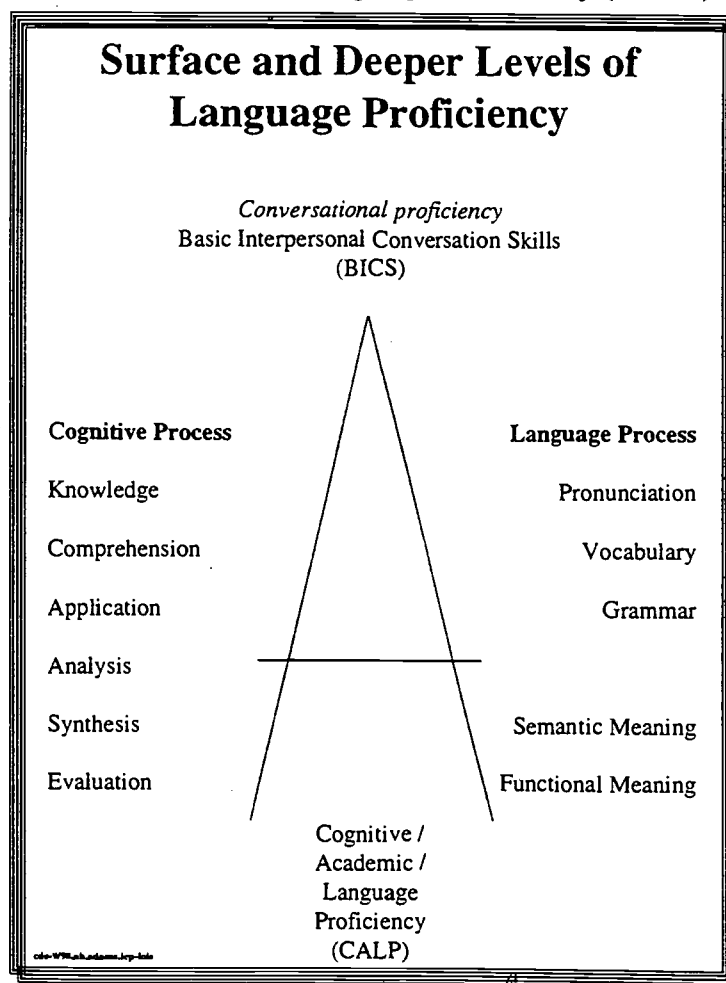 Surface and Deeper Levels of
Language Proficiency
Conversational proficiency
Basic Interpersonal Conversation Skills
(BICS)
Cognitive Process
Language Process
Knowledge
Pronunciation
Comprehension
Vocabulary
Application
Grammar
Analysis
Synthesis
Semantic Meaning
Evaluation
Functional Meaning
Cognitive /
Academic /
Language
Proficiency
(CALP)